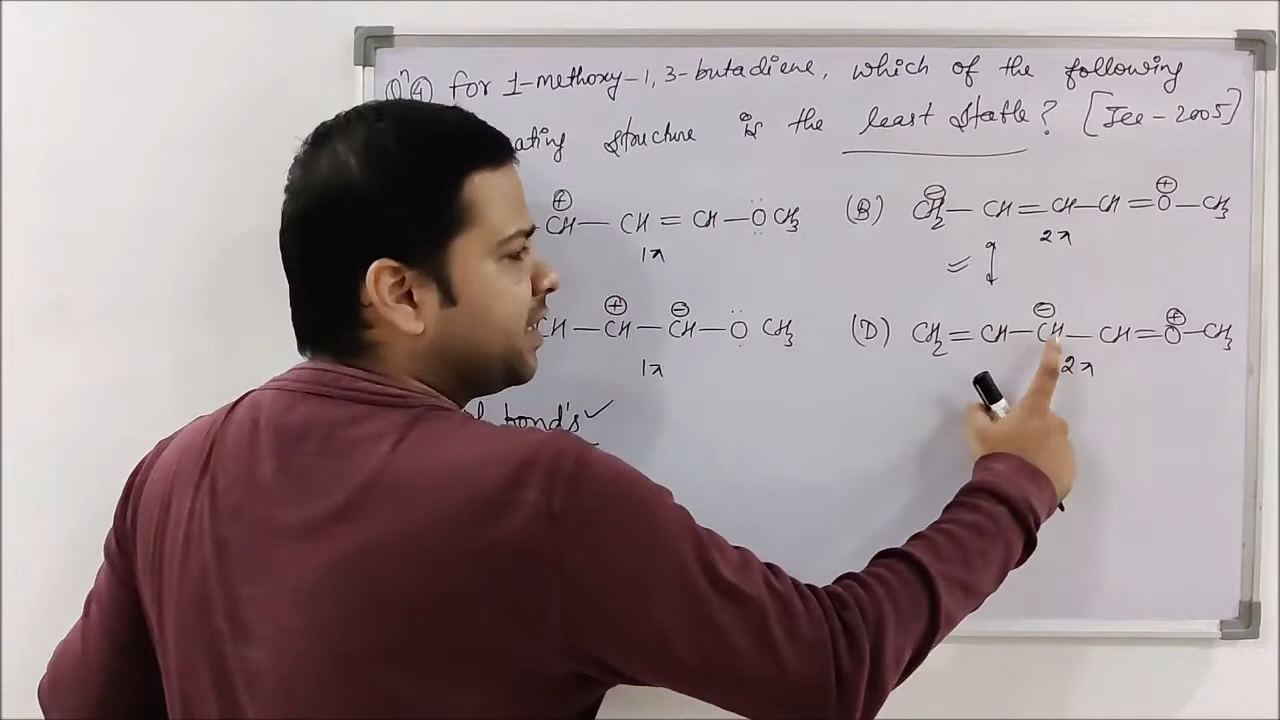 Qⁿ④ for 1-methoxy-1,3-butadiene, which of the following
ating structure is the least stable? [Jee-2005]
⊕ ⊖ ⊕
CH — CH = CH — Ö CH₃ (B) CH₂ — CH = CH — CH = O — CH₃
1π 2π
⊕ ⊖ ⊖ ⊕
CH — CH — CH — Ö CH₃ (D) CH₂ = CH — CH — CH = O — CH₃
1π 2π
bond's ✓